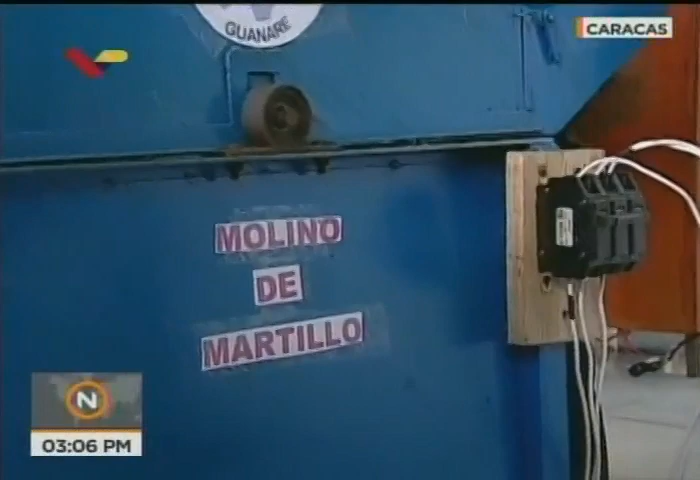 GUANARE
CARACAS
MOLINO
DE
MARTILLO
N
03:06 PM